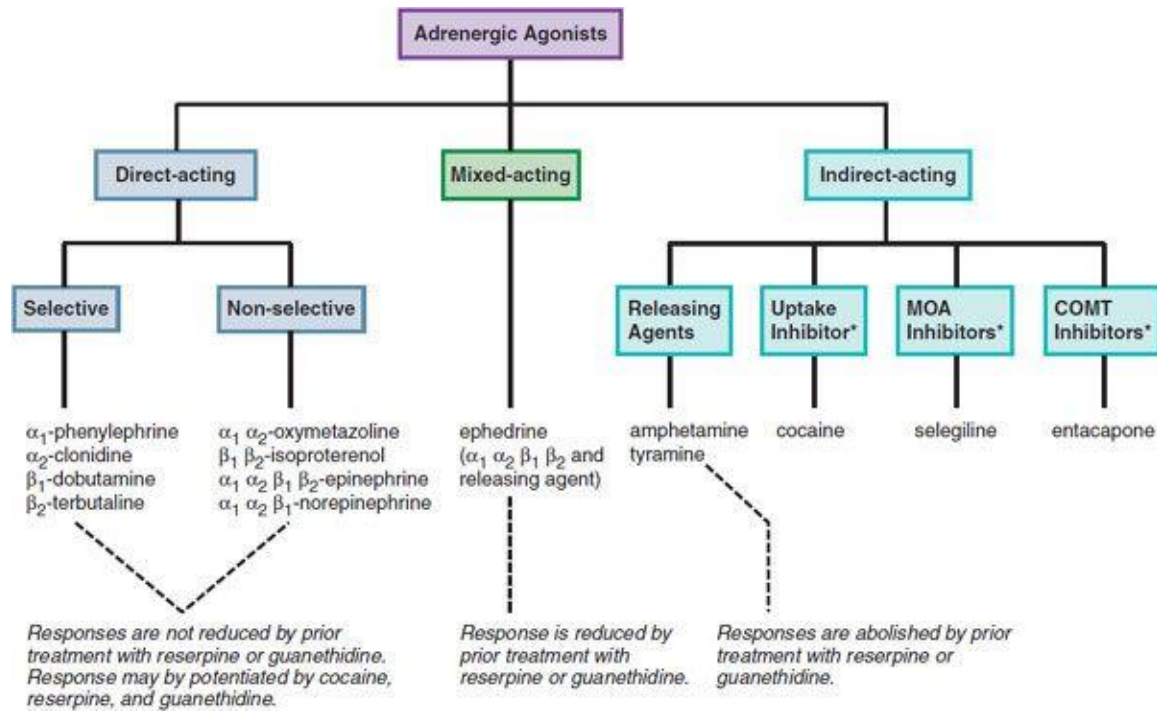 Adrenergic Agonists
Direct-acting
Mixed-acting
Indirect-acting
Selective
Non-selective
Releasing
Agents
Uptake
Inhibitor*
MOA
Inhibitors*
COMT
Inhibitors*
α₁-phenylephrine
α₂-clonidine
β₁-dobutamine
β₂-terbutaline
α₁ α₂-oxymetazoline
β₁ β₂-isoproterenol
α₁ α₂ β₁ β₂-epinephrine
α₁ α₂ β₁-norepinephrine
ephedrine
(α₁ α₂ β₁ β₂ and
releasing agent)
amphetamine
tyramine
cocaine
selegiline
entacapone
Responses are not reduced by prior
treatment with reserpine or guanethidine.
Response may by potentiated by cocaine,
reserpine, and guanethidine.
Response is reduced by
prior treatment with
reserpine or guanethidine.
Responses are abolished by prior
treatment with reserpine or
guanethidine.